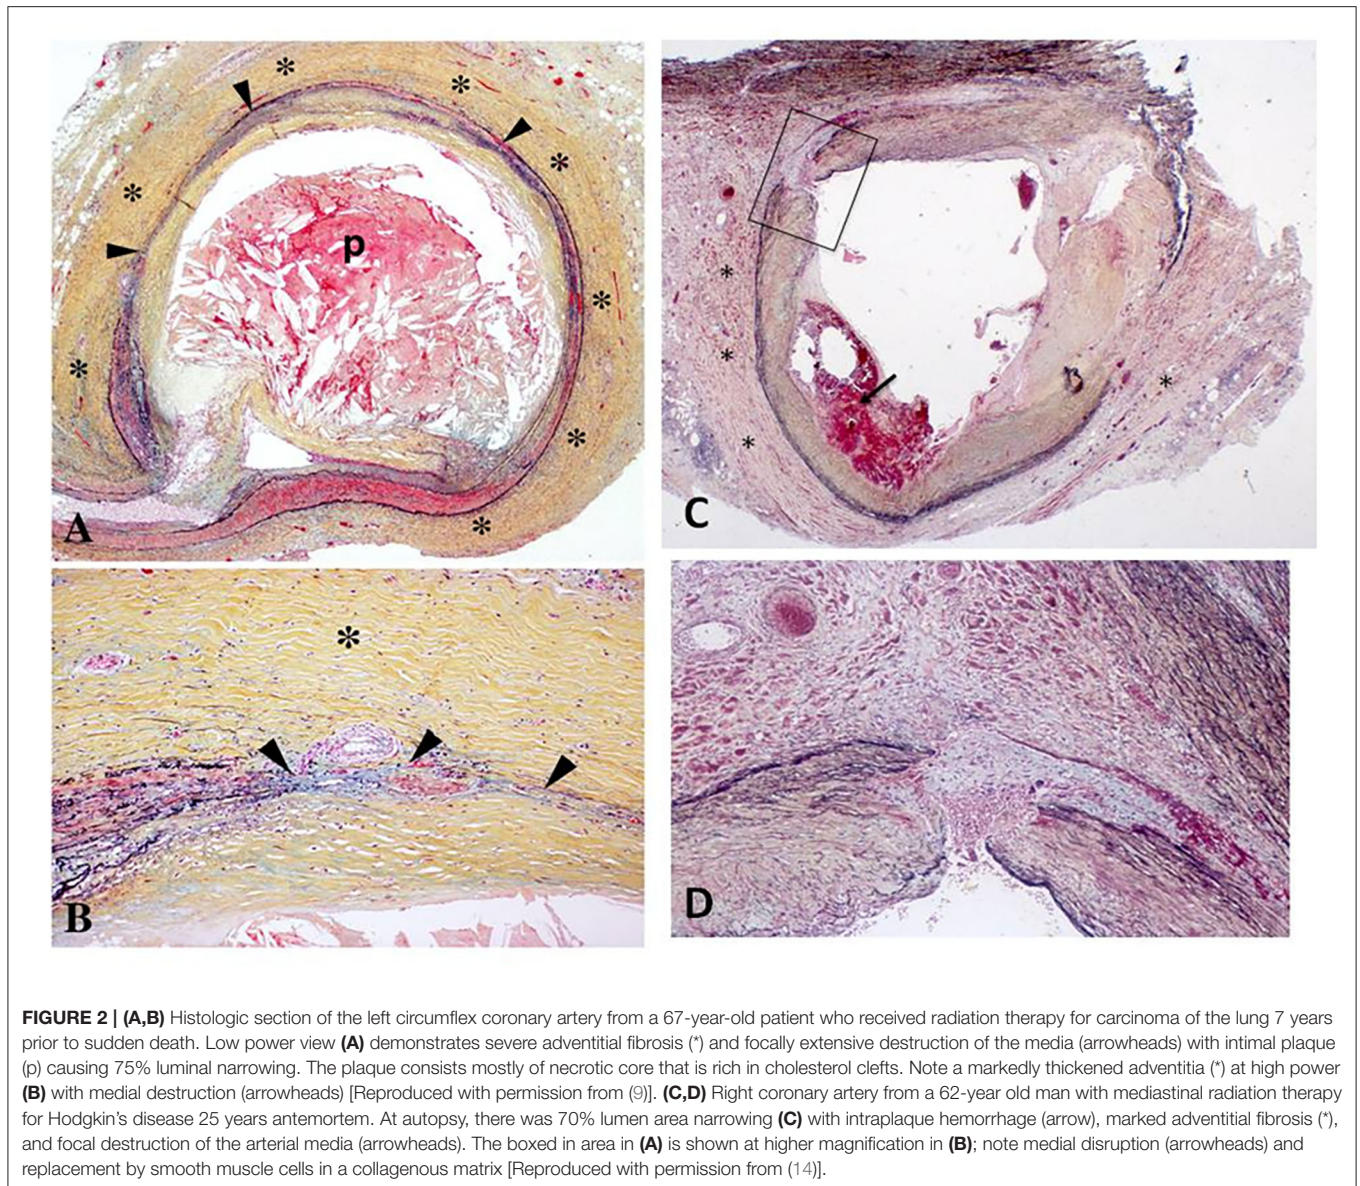 *
*
*
*
p
*
*
*
*
A
*
B
*
*
*
*
C
D
FIGURE 2 | (A,B) Histologic section of the left circumflex coronary artery from a 67-year-old patient who received radiation therapy for carcinoma of the lung 7 years
prior to sudden death. Low power view (A) demonstrates severe adventitial fibrosis (*) and focally extensive destruction of the media (arrowheads) with intimal plaque
(p) causing 75% luminal narrowing. The plaque consists mostly of necrotic core that is rich in cholesterol clefts. Note a markedly thickened adventitia (*) at high power
(B) with medial destruction (arrowheads) [Reproduced with permission from (9)]. (C,D) Right coronary artery from a 62-year old man with mediastinal radiation therapy
for Hodgkin's disease 25 years antemortem. At autopsy, there was 70% lumen area narrowing (C) with intraplaque hemorrhage (arrow), marked adventitial fibrosis (*),
and focal destruction of the arterial media (arrowheads). The boxed in area in (A) is shown at higher magnification in (B); note medial disruption (arrowheads) and
replacement by smooth muscle cells in a collagenous matrix [Reproduced with permission from (14)].